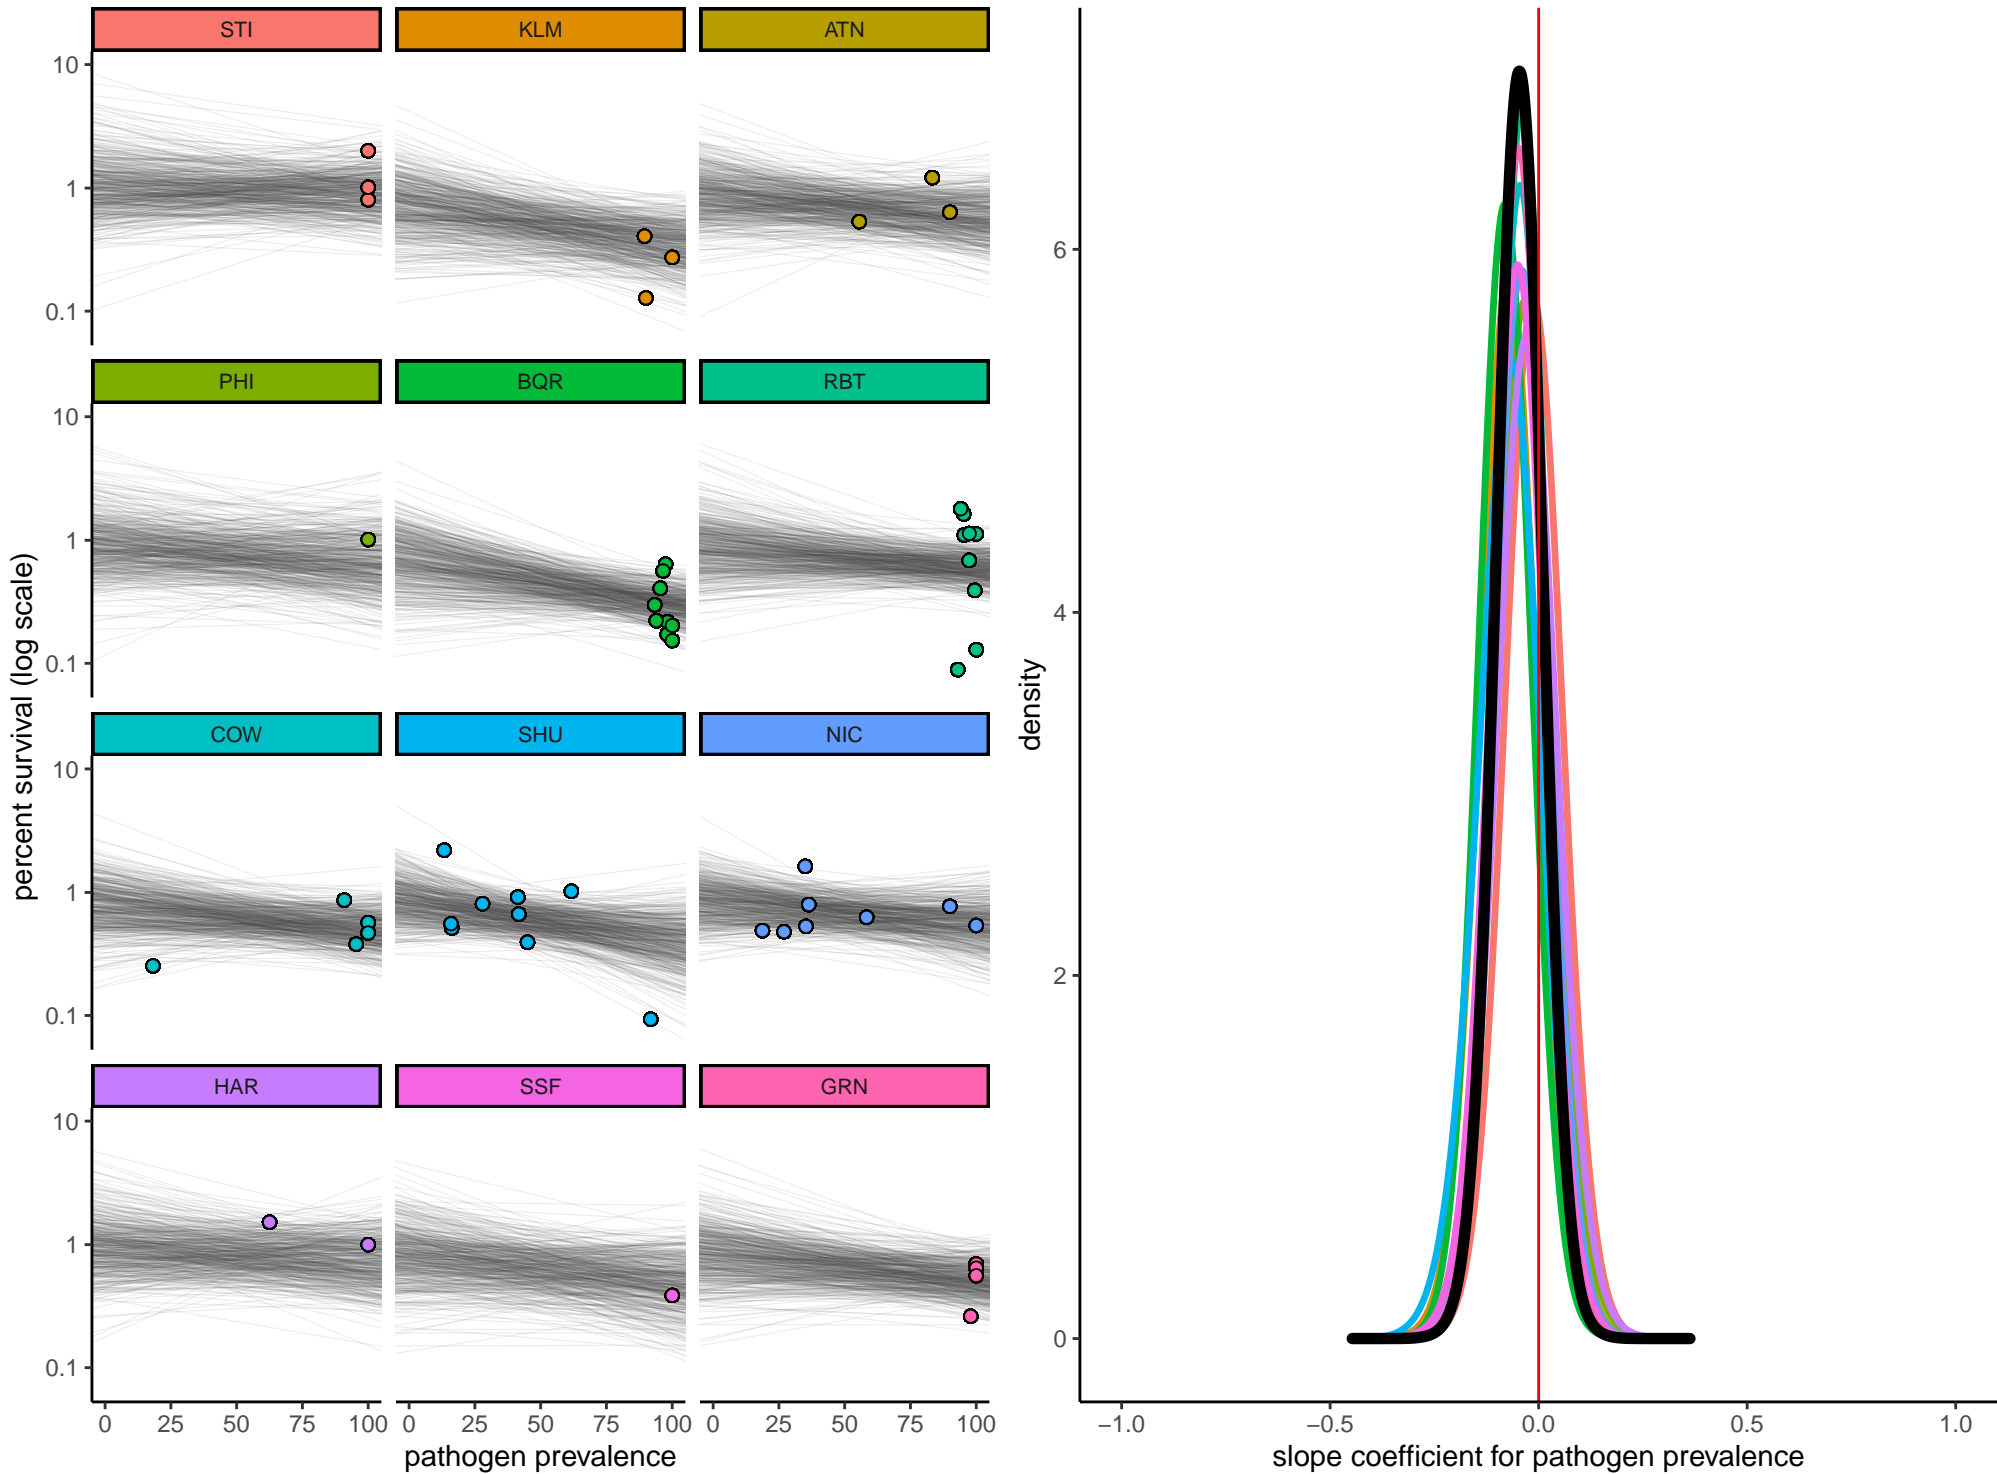 STI KLM ATN
10
1
0.1
PHI BQR RBT
10
1
0.1
COW SHU NIC
10
1
0.1
HAR SSF GRN
10
1
0.1
0 25 50 75 100 0 25 50 75 100 0 25 50 75 100
pathogen prevalence
percent survival (log scale)
6
4
2
0
density
−1.0 −0.5 0.0 0.5 1.0
slope coefficient for pathogen prevalence